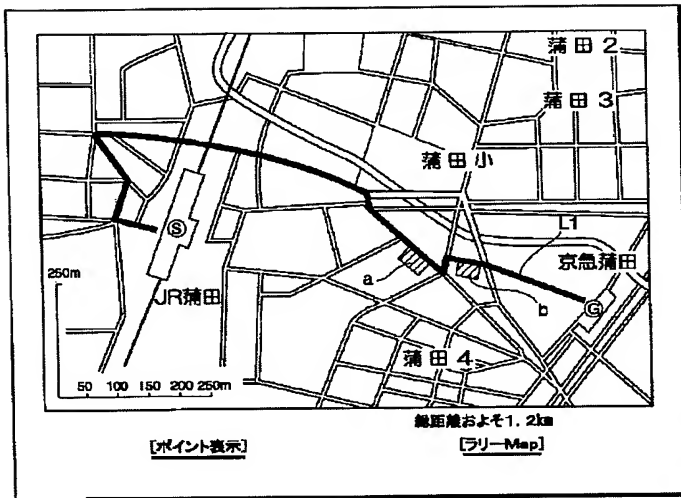 蒲田2
蒲田3
蒲田小
L1
京急蒲田
S
G
250m
JR蒲田
a
b
蒲田4
50 100 150 200 250m
総距離およそ1.2km
[ポイント表示]
[ラリーMap]